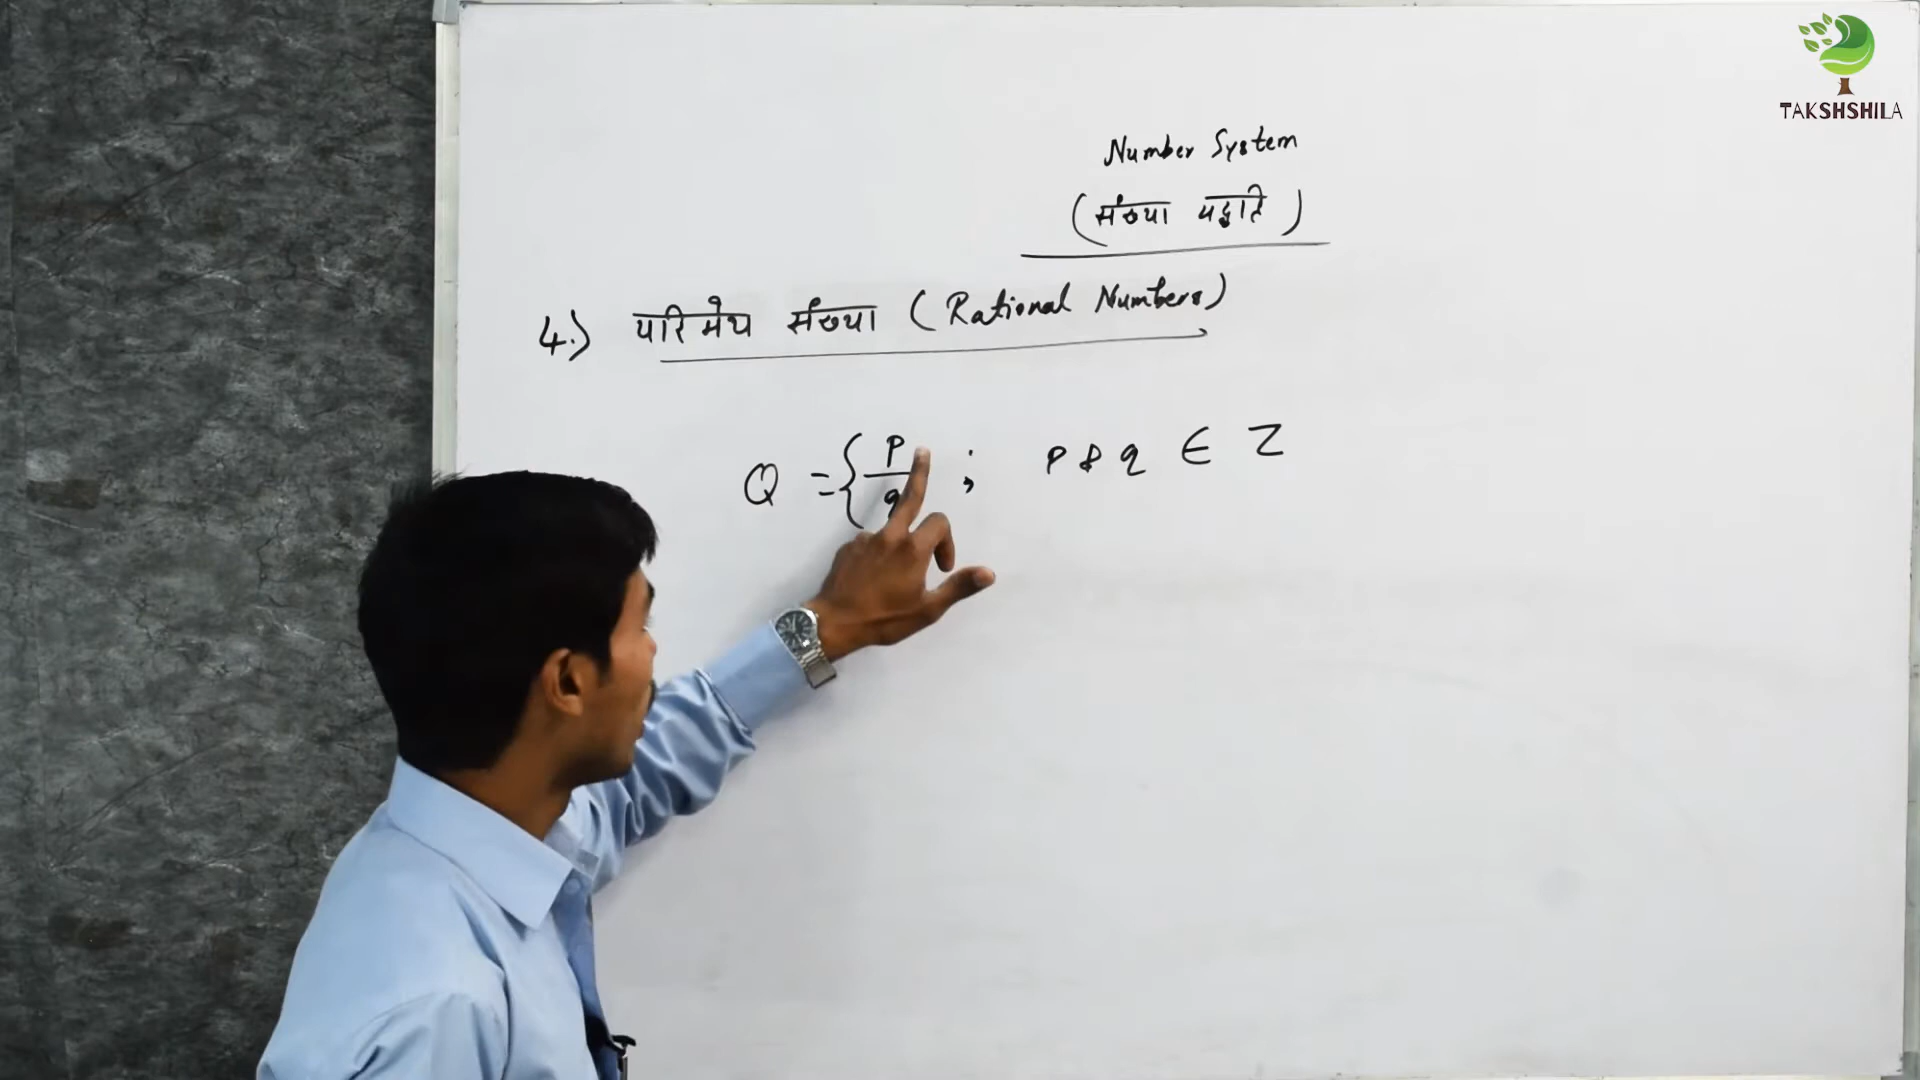 TAKSHSHILA
Number System
(संख्या पद्धति)
4.) परिमेय संख्या (Rational Numbers)
Q = { p/q ; p & q ∈ Z